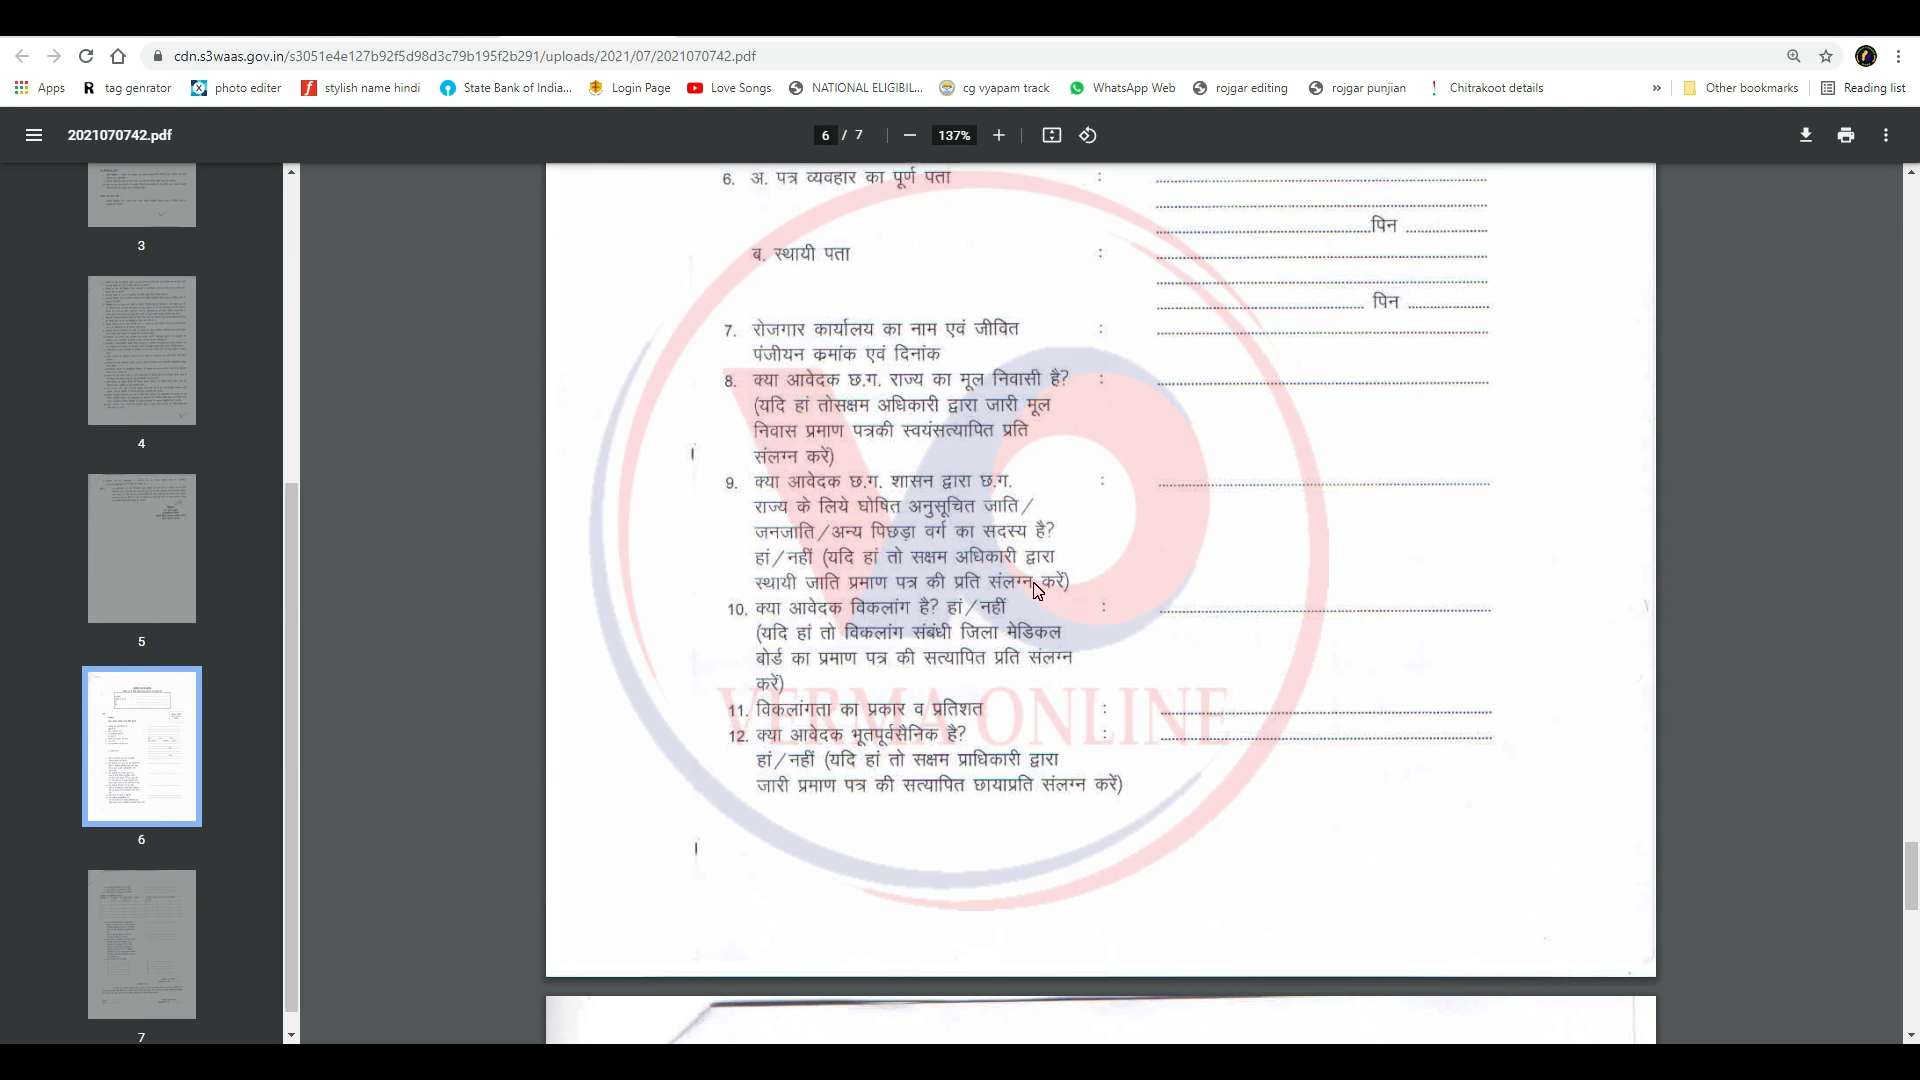 cdn.s3waas.gov.in/s3051e4e127b92f5d98d3c79b195f2b291/uploads/2021/07/2021070742.pdf
Apps R tag genrator photo editer f stylish name hindi State Bank of India... Login Page Love Songs NATIONAL ELIGIBIL... cg vyapam track WhatsApp Web rojgar editing rojgar punjian ! Chitrakoot details » Other bookmarks Reading list
2021070742.pdf 6 / 7 − 137% +
3
4
5
6
7
6. अ. पत्र व्यवहार का पूर्ण पता :
पिन
ब. स्थायी पता :
पिन
7. रोजगार कार्यालय का नाम एवं जीवित :
पंजीयन क्रमांक एवं दिनांक
8. क्या आवेदक छ.ग. राज्य का मूल निवासी है? :
(यदि हां तोसक्षम अधिकारी द्वारा जारी मूल
निवास प्रमाण पत्रकी स्वयंसत्यापित प्रति
संलग्न करें)
9. क्या आवेदक छ.ग. शासन द्वारा छ.ग. :
राज्य के लिये घोषित अनुसूचित जाति/
जनजाति/अन्य पिछड़ा वर्ग का सदस्य है?
हां/नहीं (यदि हां तो सक्षम अधिकारी द्वारा
स्थायी जाति प्रमाण पत्र की प्रति संलग्न करें)
10. क्या आवेदक विकलांग है? हां/नहीं :
(यदि हां तो विकलांग संबंधी जिला मेडिकल
बोर्ड का प्रमाण पत्र की सत्यापित प्रति संलग्न
करें)
VERMA ONLINE
11. विकलांगता का प्रकार व प्रतिशत :
12. क्या आवेदक भूतपूर्वसैनिक है? :
हां/नहीं (यदि हां तो सक्षम प्राधिकारी द्वारा
जारी प्रमाण पत्र की सत्यापित छायाप्रति संलग्न करें)